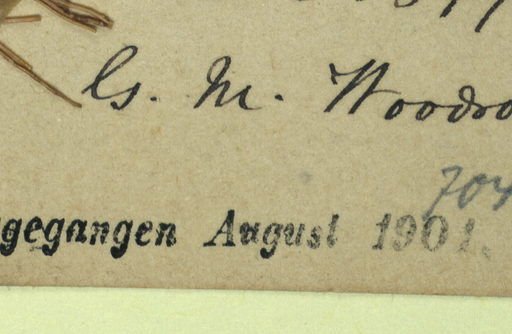 G. M. Woodro
704
gegangen August 1901.